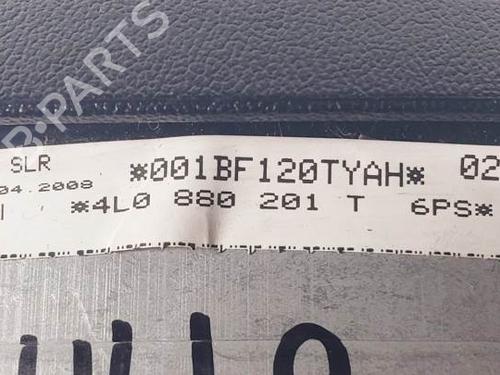 B-PARTS
SLR *001BF120TYAH* 02
04.2008
*4L0 880 201 T 6PS*